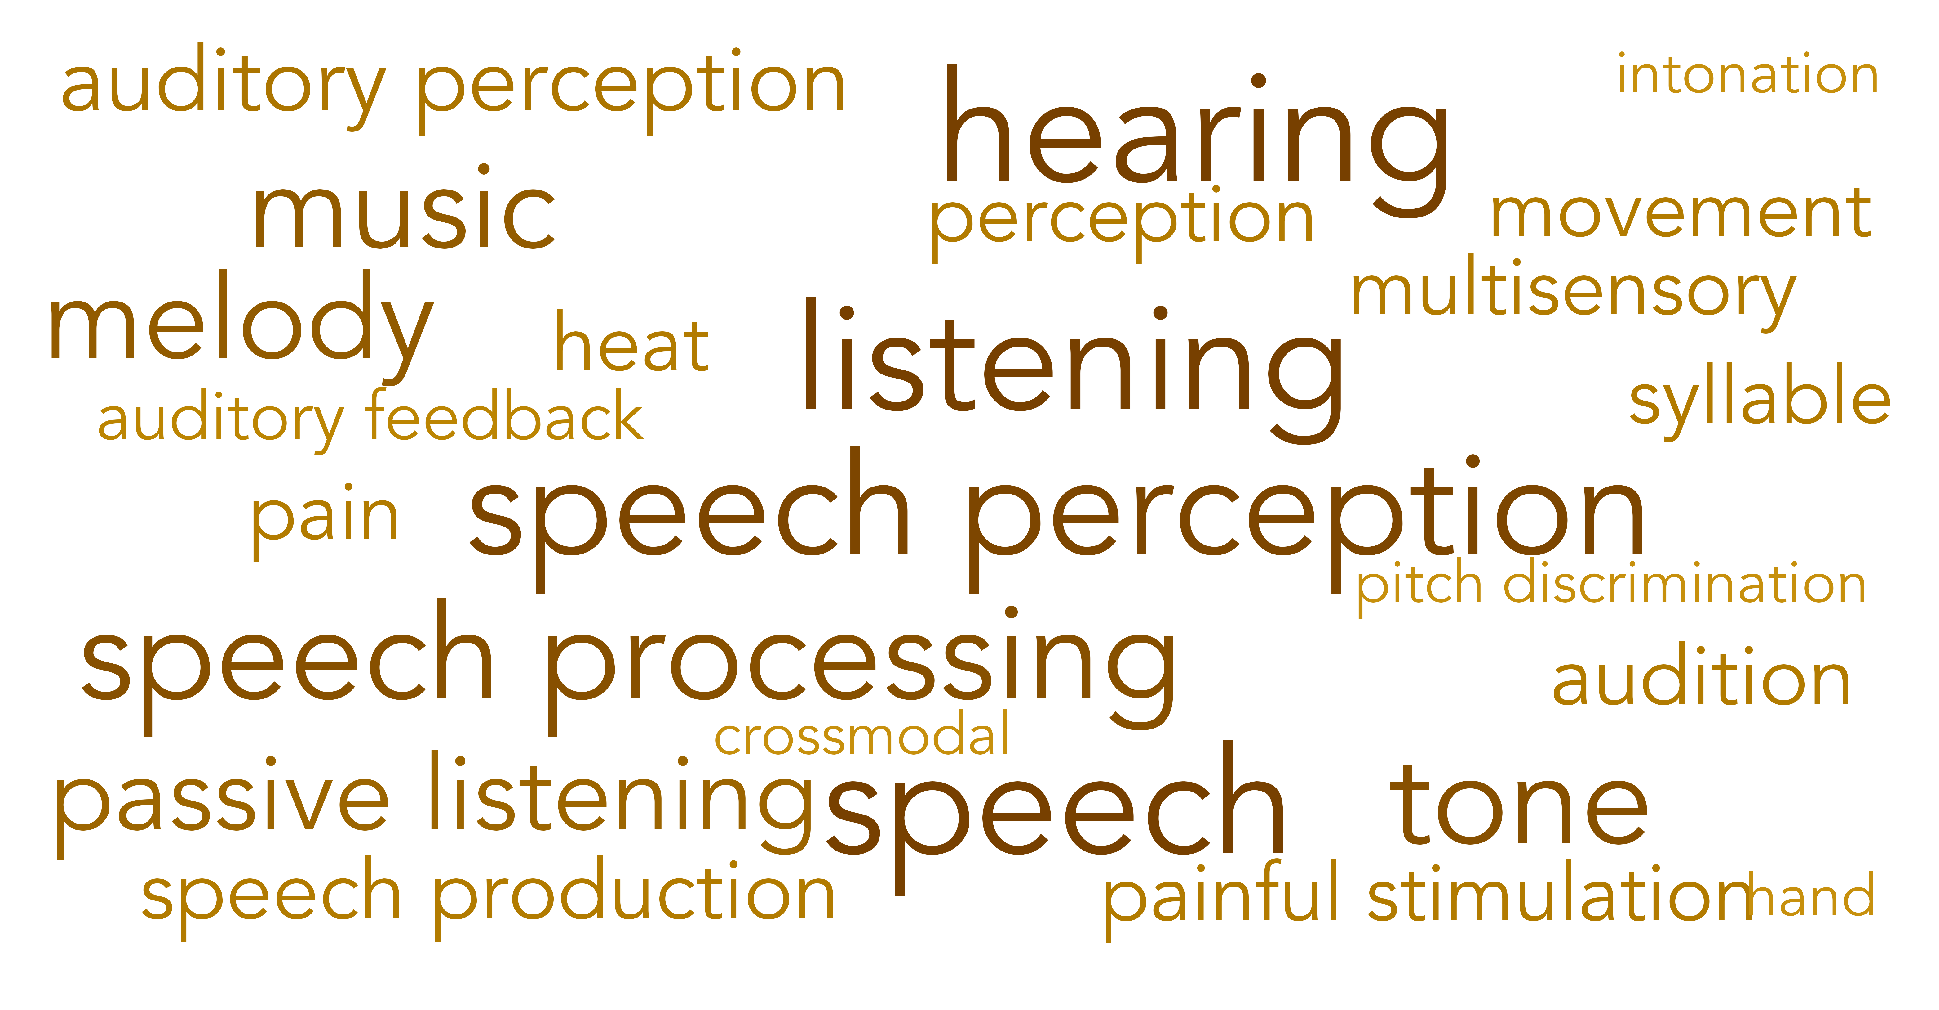 auditory perception
hearing
intonation
music
perception
movement
melody
heat
listening
multisensory
auditory feedback
syllable
pain
speech perception
pitch discrimination
speech processing
audition
crossmodal
passive listening
speech
tone
speech production
painful stimulation
hand